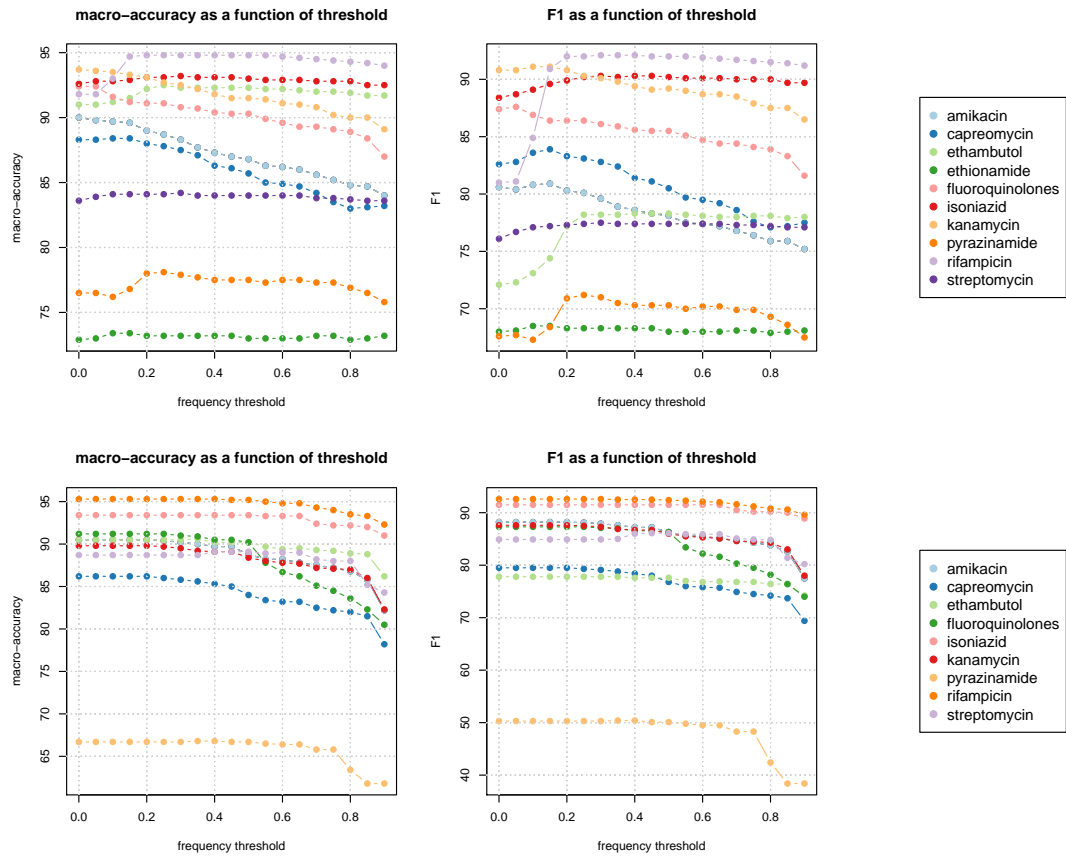 macro−accuracy as a function of threshold
macro−accuracy
95
90
85
80
75
0.0 0.2 0.4 0.6 0.8
frequency threshold
F1 as a function of threshold
F1
90
85
80
75
70
0.0 0.2 0.4 0.6 0.8
frequency threshold
amikacin
capreomycin
ethambutol
ethionamide
fluoroquinolones
isoniazid
kanamycin
pyrazinamide
rifampicin
streptomycin
macro−accuracy as a function of threshold
macro−accuracy
95
90
85
80
75
70
65
0.0 0.2 0.4 0.6 0.8
frequency threshold
F1 as a function of threshold
F1
90
80
70
60
50
40
0.0 0.2 0.4 0.6 0.8
frequency threshold
amikacin
capreomycin
ethambutol
fluoroquinolones
isoniazid
kanamycin
pyrazinamide
rifampicin
streptomycin